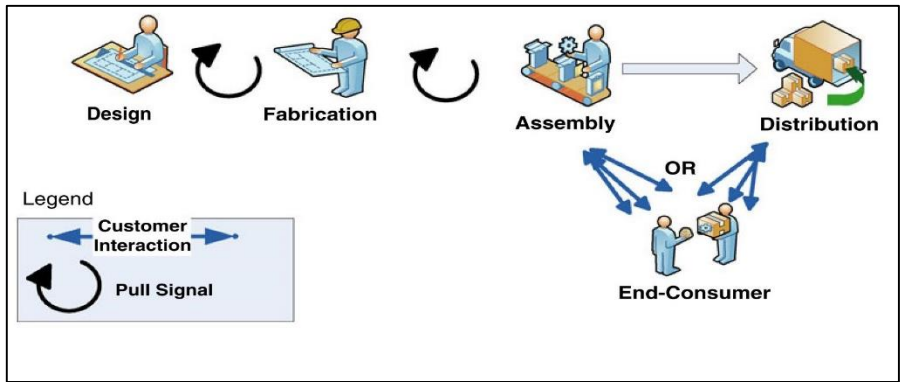 Design
Fabrication
Assembly
Distribution
OR
Legend
Customer
Interaction
Pull Signal
End-Consumer